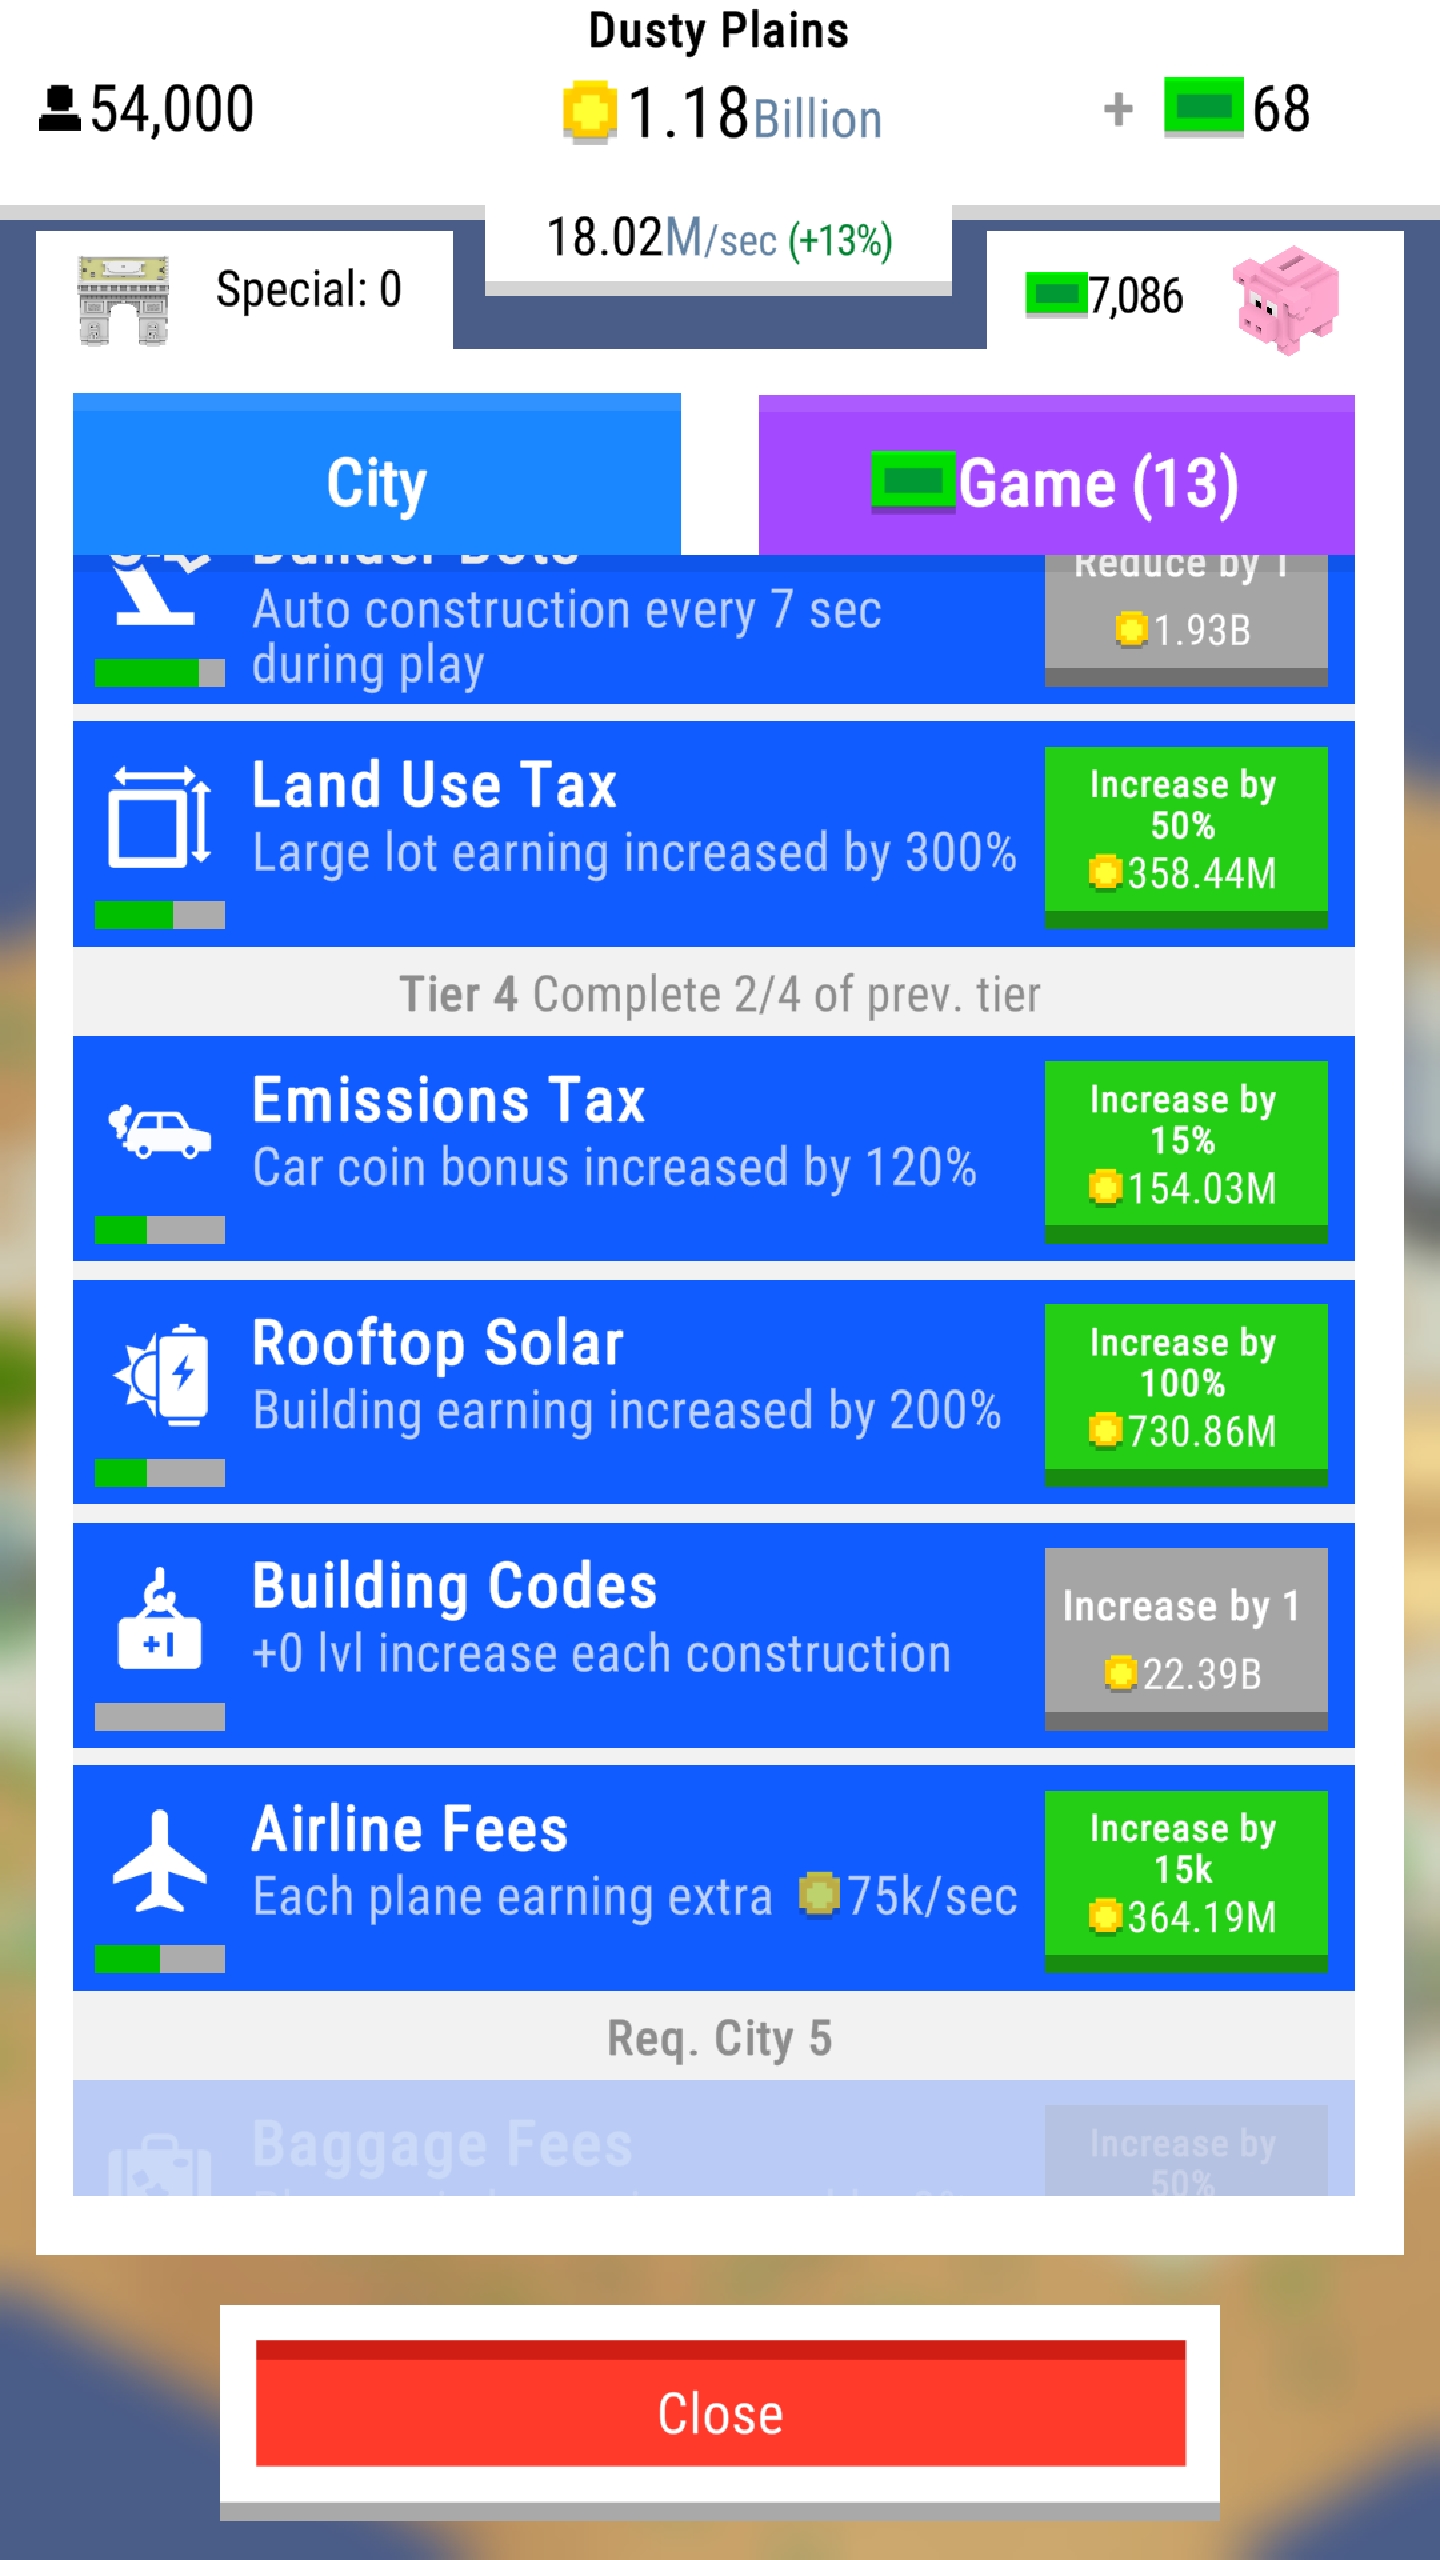 Dusty Plains
54,000
1.18 Billion
+ 68
18.02M/sec (+13%)
Special: 0
7,086
City
Game (13)
Builder Bots
Auto construction every 7 sec
during play
Reduce by 1
1.93B
Land Use Tax
Large lot earning increased by 300%
Increase by
50%
358.44M
Tier 4 Complete 2/4 of prev. tier
Emissions Tax
Car coin bonus increased by 120%
Increase by
15%
154.03M
Rooftop Solar
Building earning increased by 200%
Increase by
100%
730.86M
Building Codes
+0 lvl increase each construction
+1
Increase by 1
22.39B
Airline Fees
Each plane earning extra 75k/sec
Increase by
15k
364.19M
Req. City 5
Baggage Fees
Increase by
50%
Close